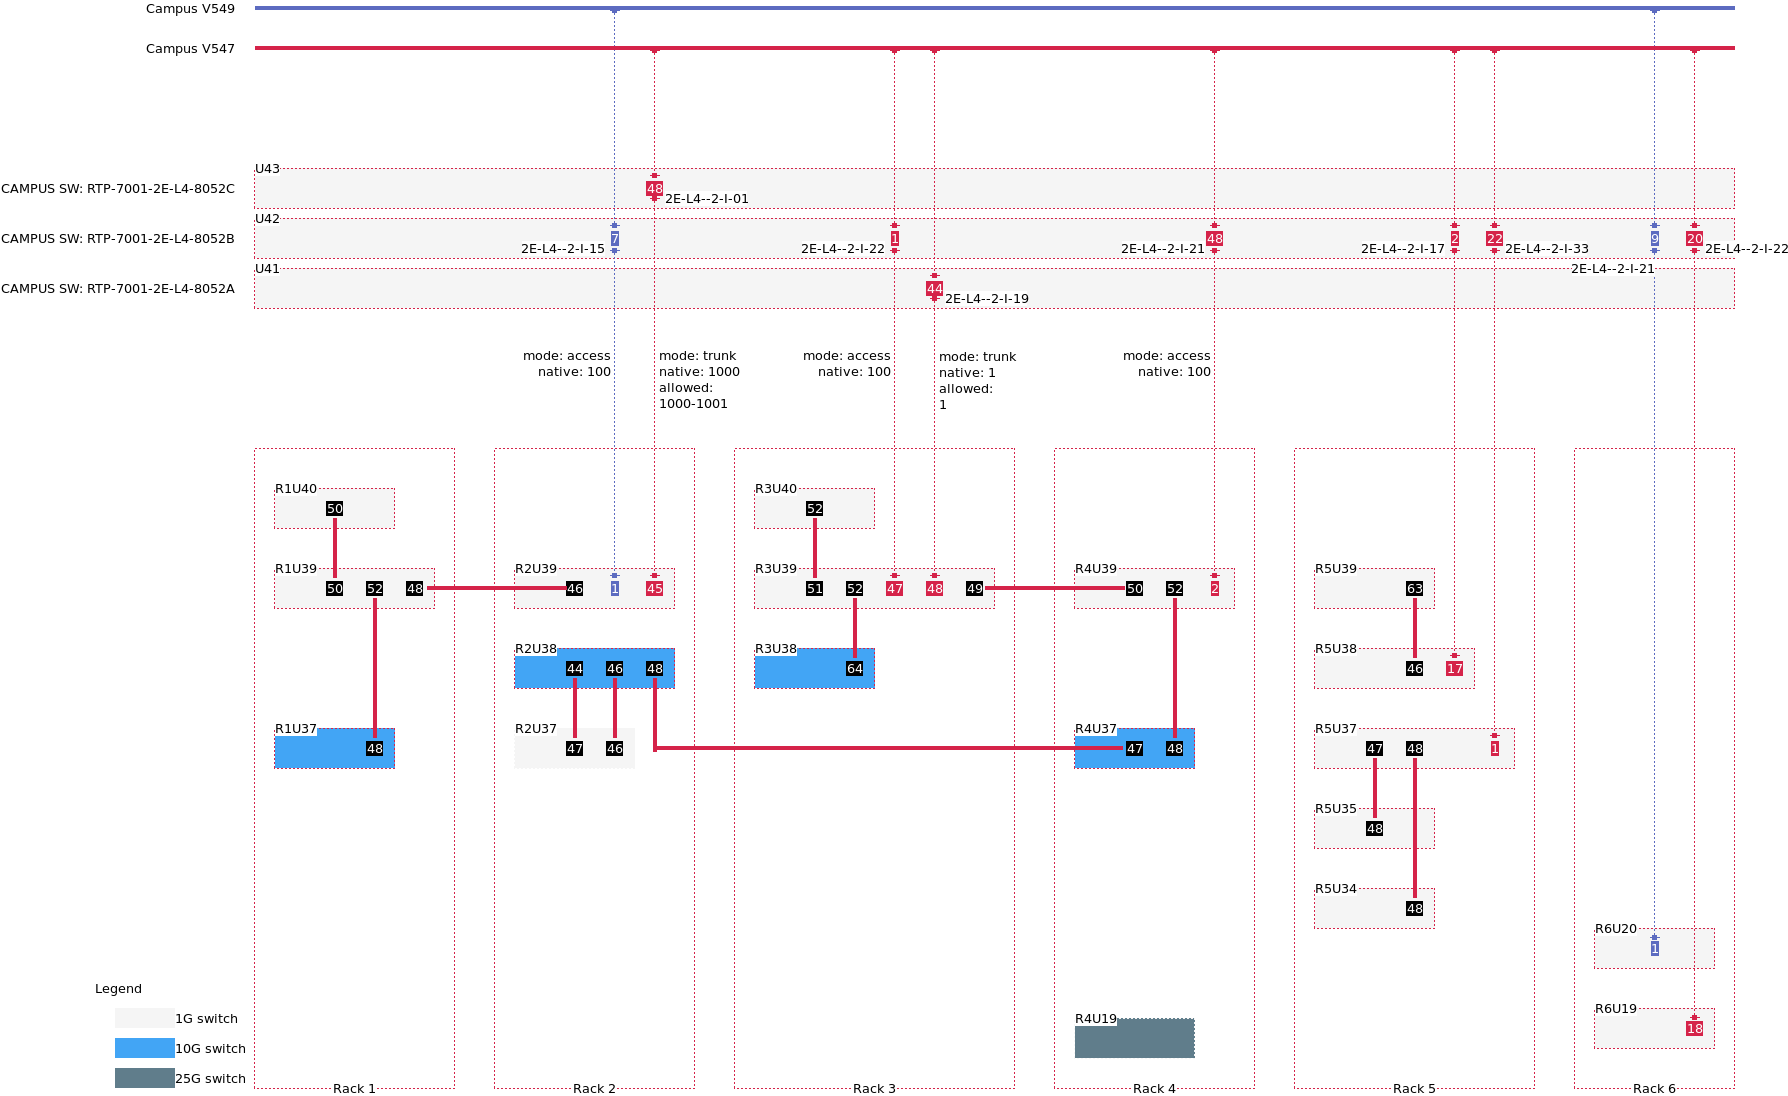 Campus V549
Campus V547
U43
CAMPUS SW: RTP-7001-2E-L4-8052C
48
2E-L4--2-I-01
U42
CAMPUS SW: RTP-7001-2E-L4-8052B
7
1
48
2
22
9
20
2E-L4--2-I-15
2E-L4--2-I-22
2E-L4--2-I-21
2E-L4--2-I-17
2E-L4--2-I-33
2E-L4--2-I-22
U41
2E-L4--2-I-21
CAMPUS SW: RTP-7001-2E-L4-8052A
44
2E-L4--2-I-19
mode: access
native: 100
mode: trunk
native: 1000
allowed:
1000-1001
mode: access
native: 100
mode: trunk
native: 1
allowed:
1
mode: access
native: 100
R1U40
50
R1U39
50 52 48
R1U37
48
Rack 1
R2U39
46 1 45
R2U38
44 46 48
R2U37
47 46
Rack 2
R3U40
52
R3U39
51 52 47 48 49
R3U38
64
Rack 3
R4U39
50 52 2
R4U37
47 48
R4U19
Rack 4
R5U39
63
R5U38
46 17
R5U37
47 48 1
R5U35
48
R5U34
48
Rack 5
R6U20
1
R6U19
18
Rack 6
Legend
1G switch
10G switch
25G switch